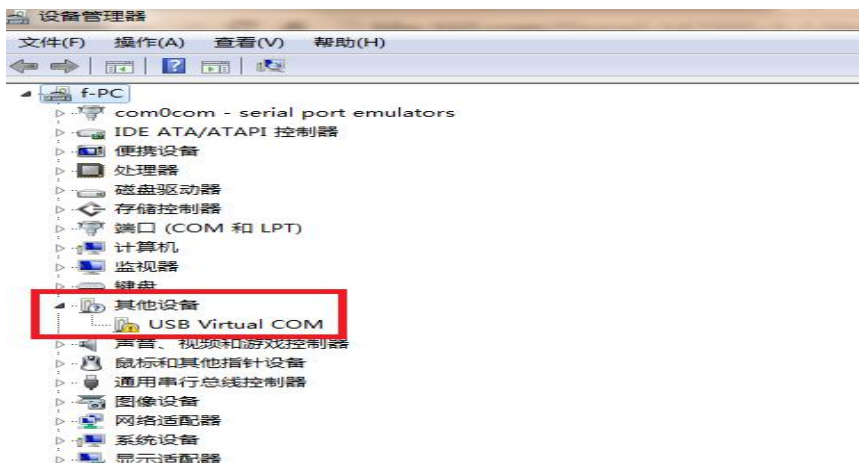 设备管理器
文件(F) 操作(A) 查看(V) 帮助(H)
f-PC
com0com - serial port emulators
IDE ATA/ATAPI 控制器
便携设备
处理器
磁盘驱动器
存储控制器
端口 (COM 和 LPT)
计算机
监视器
键盘
其他设备
USB Virtual COM
声音、视频和游戏控制器
鼠标和其他指针设备
通用串行总线控制器
图像设备
网络适配器
系统设备
显示适配器